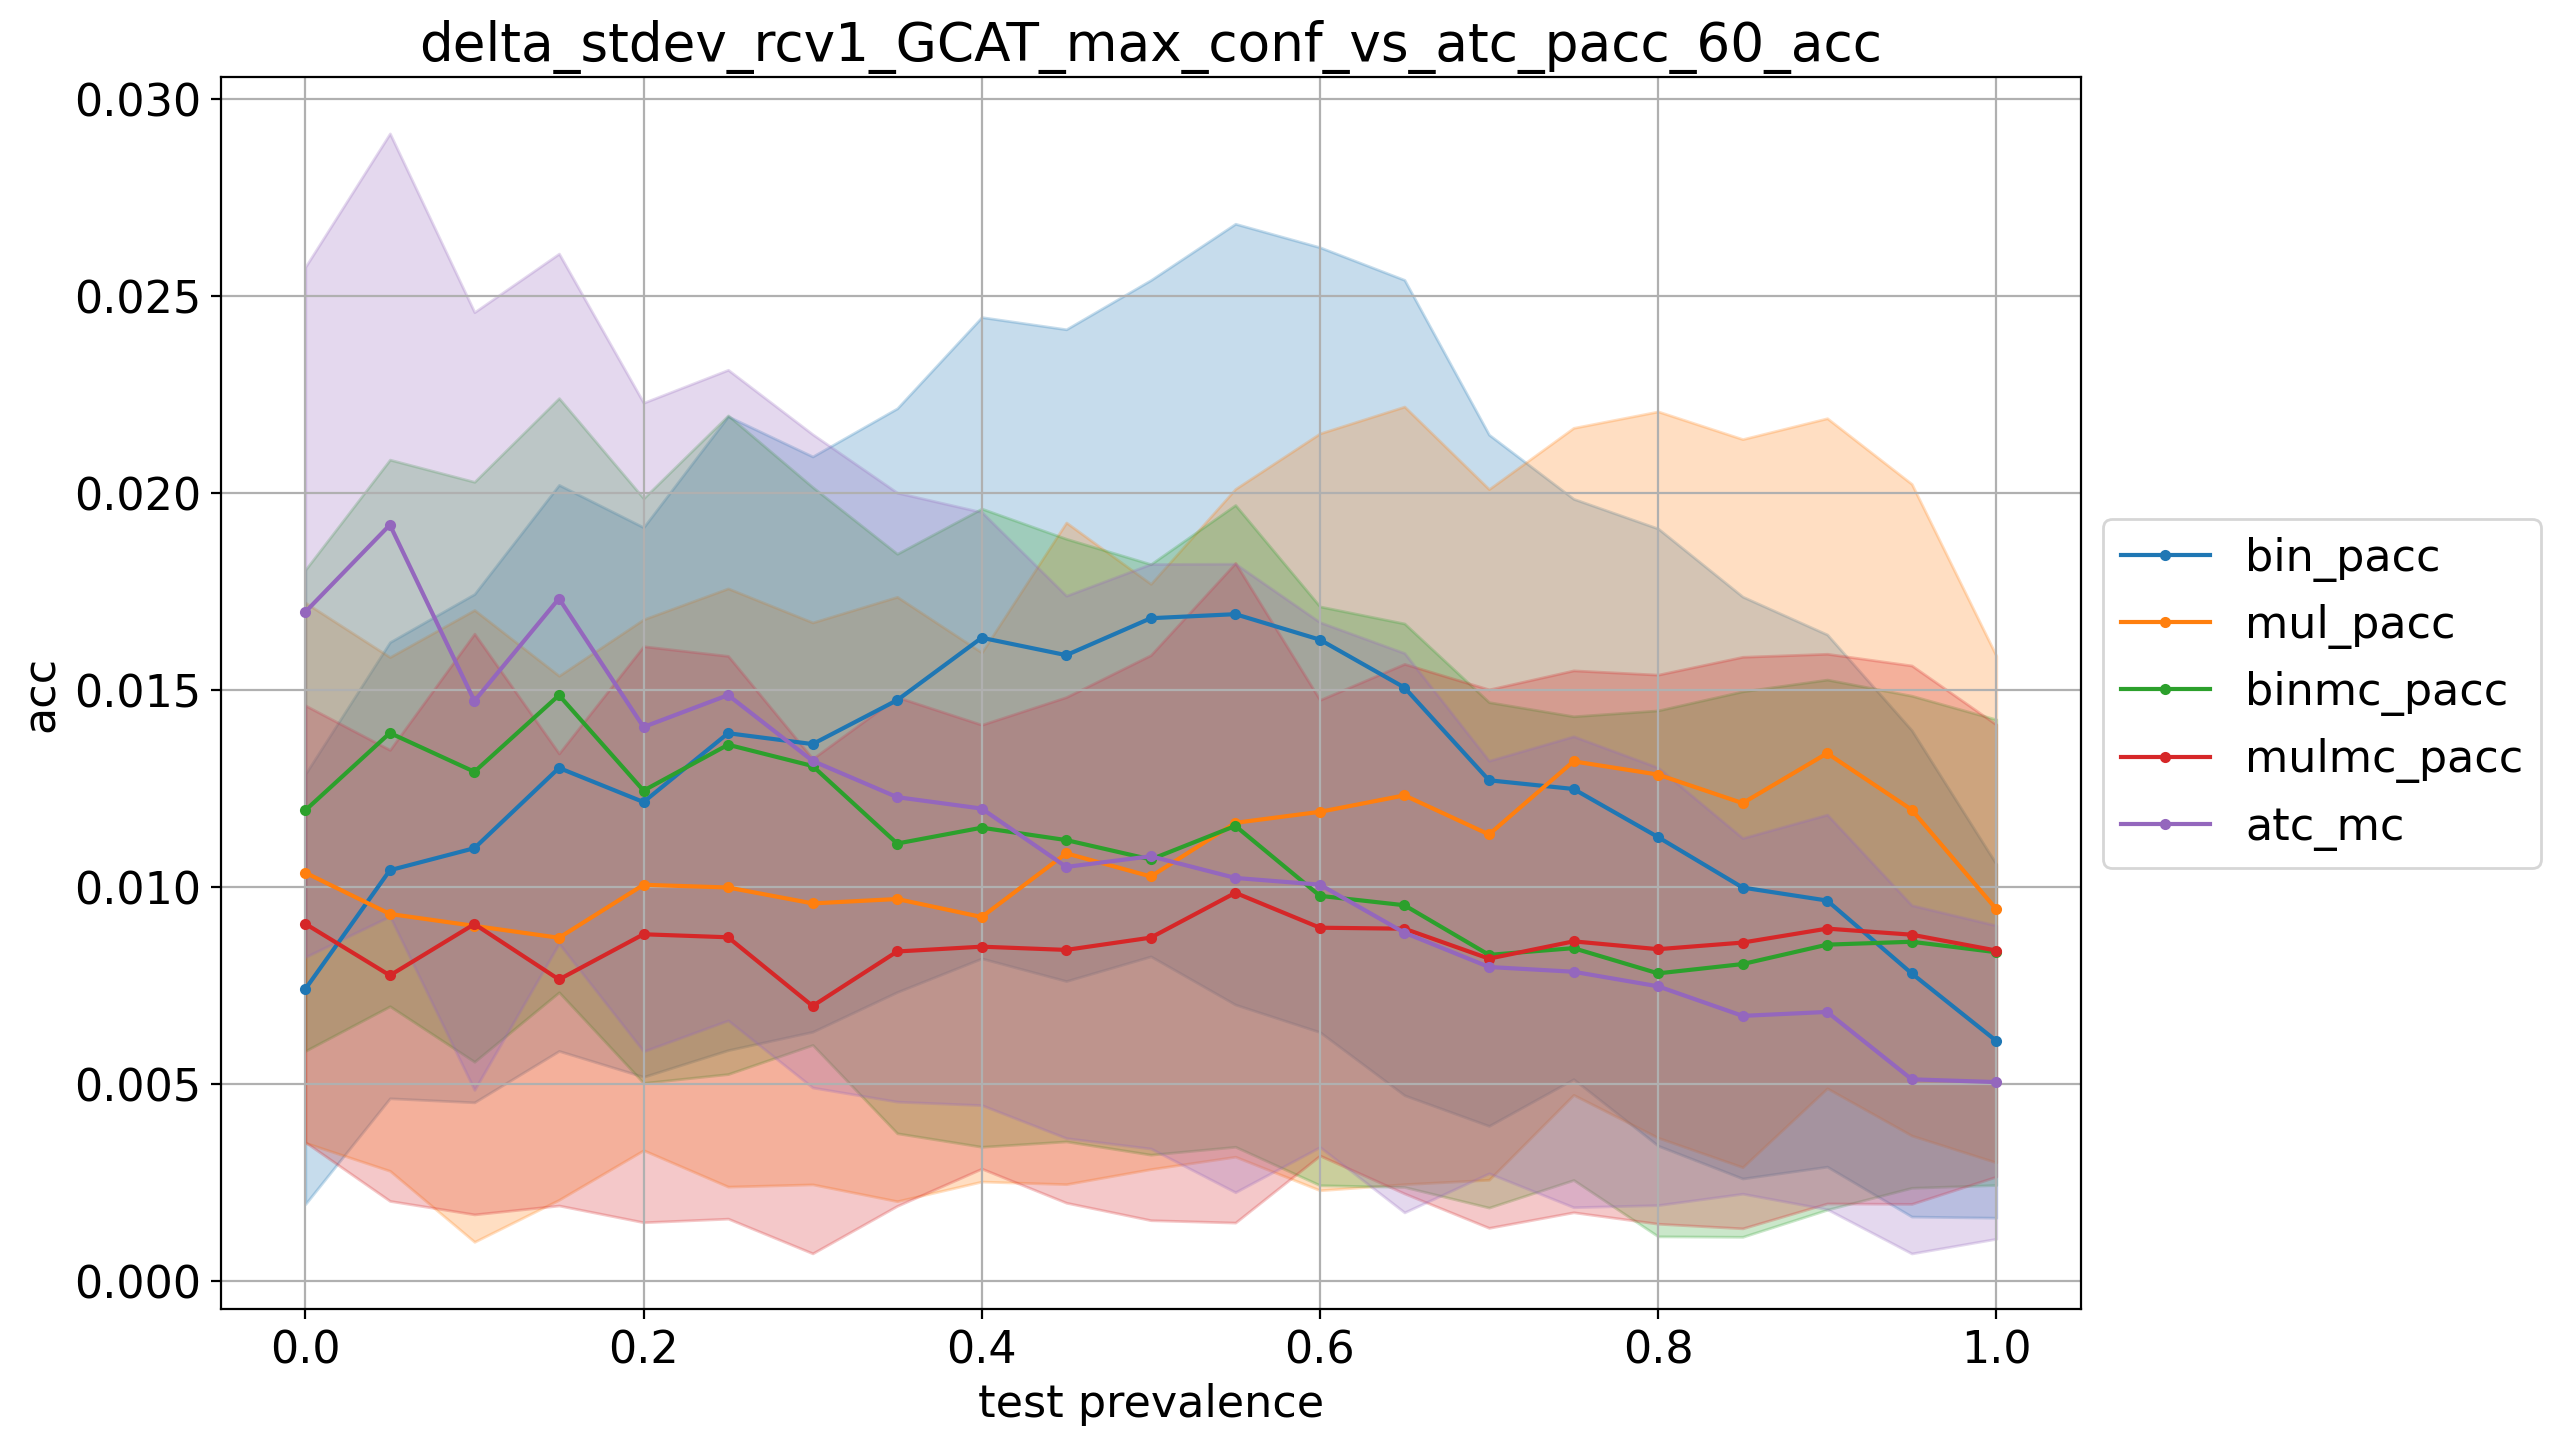 delta_stdev_rcv1_GCAT_max_conf_vs_atc_pacc_60_acc
0.030
0.025
0.020
0.015
0.010
0.005
0.000
acc
0.0 0.2 0.4 0.6 0.8 1.0
test prevalence
bin_pacc
mul_pacc
binmc_pacc
mulmc_pacc
atc_mc